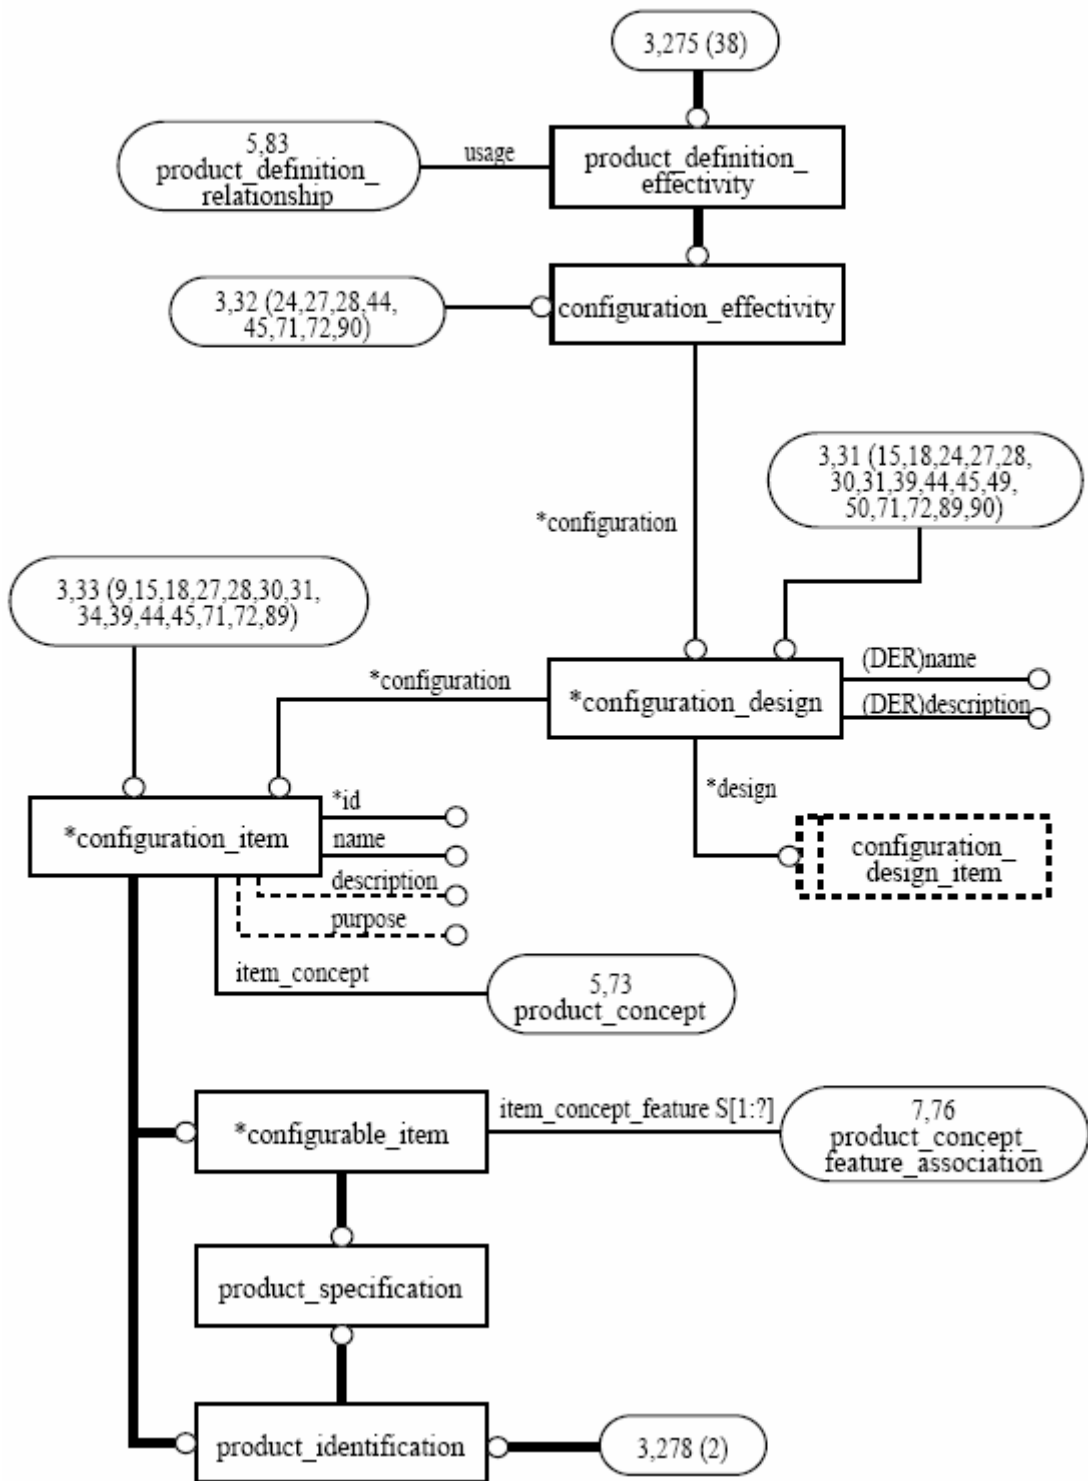 3,275 (38)
5,83
product_definition_
relationship
usage
product_definition_
effectivity
3,32 (24,27,28,44,
45,71,72,90)
configuration_effectivity
3,31 (15,18,24,27,28,
30,31,39,44,45,49,
50,71,72,89,90)
*configuration
3,33 (9,15,18,27,28,30,31,
34,39,44,45,71,72,89)
*configuration
*configuration_design
(DER)name
(DER)description
*design
configuration_
design_item
*configuration_item
*id
name
description
purpose
item_concept
5,73
product_concept
*configurable_item
item_concept_feature S[1:?]
7,76
product_concept_
feature_association
product_specification
product_identification
3,278 (2)